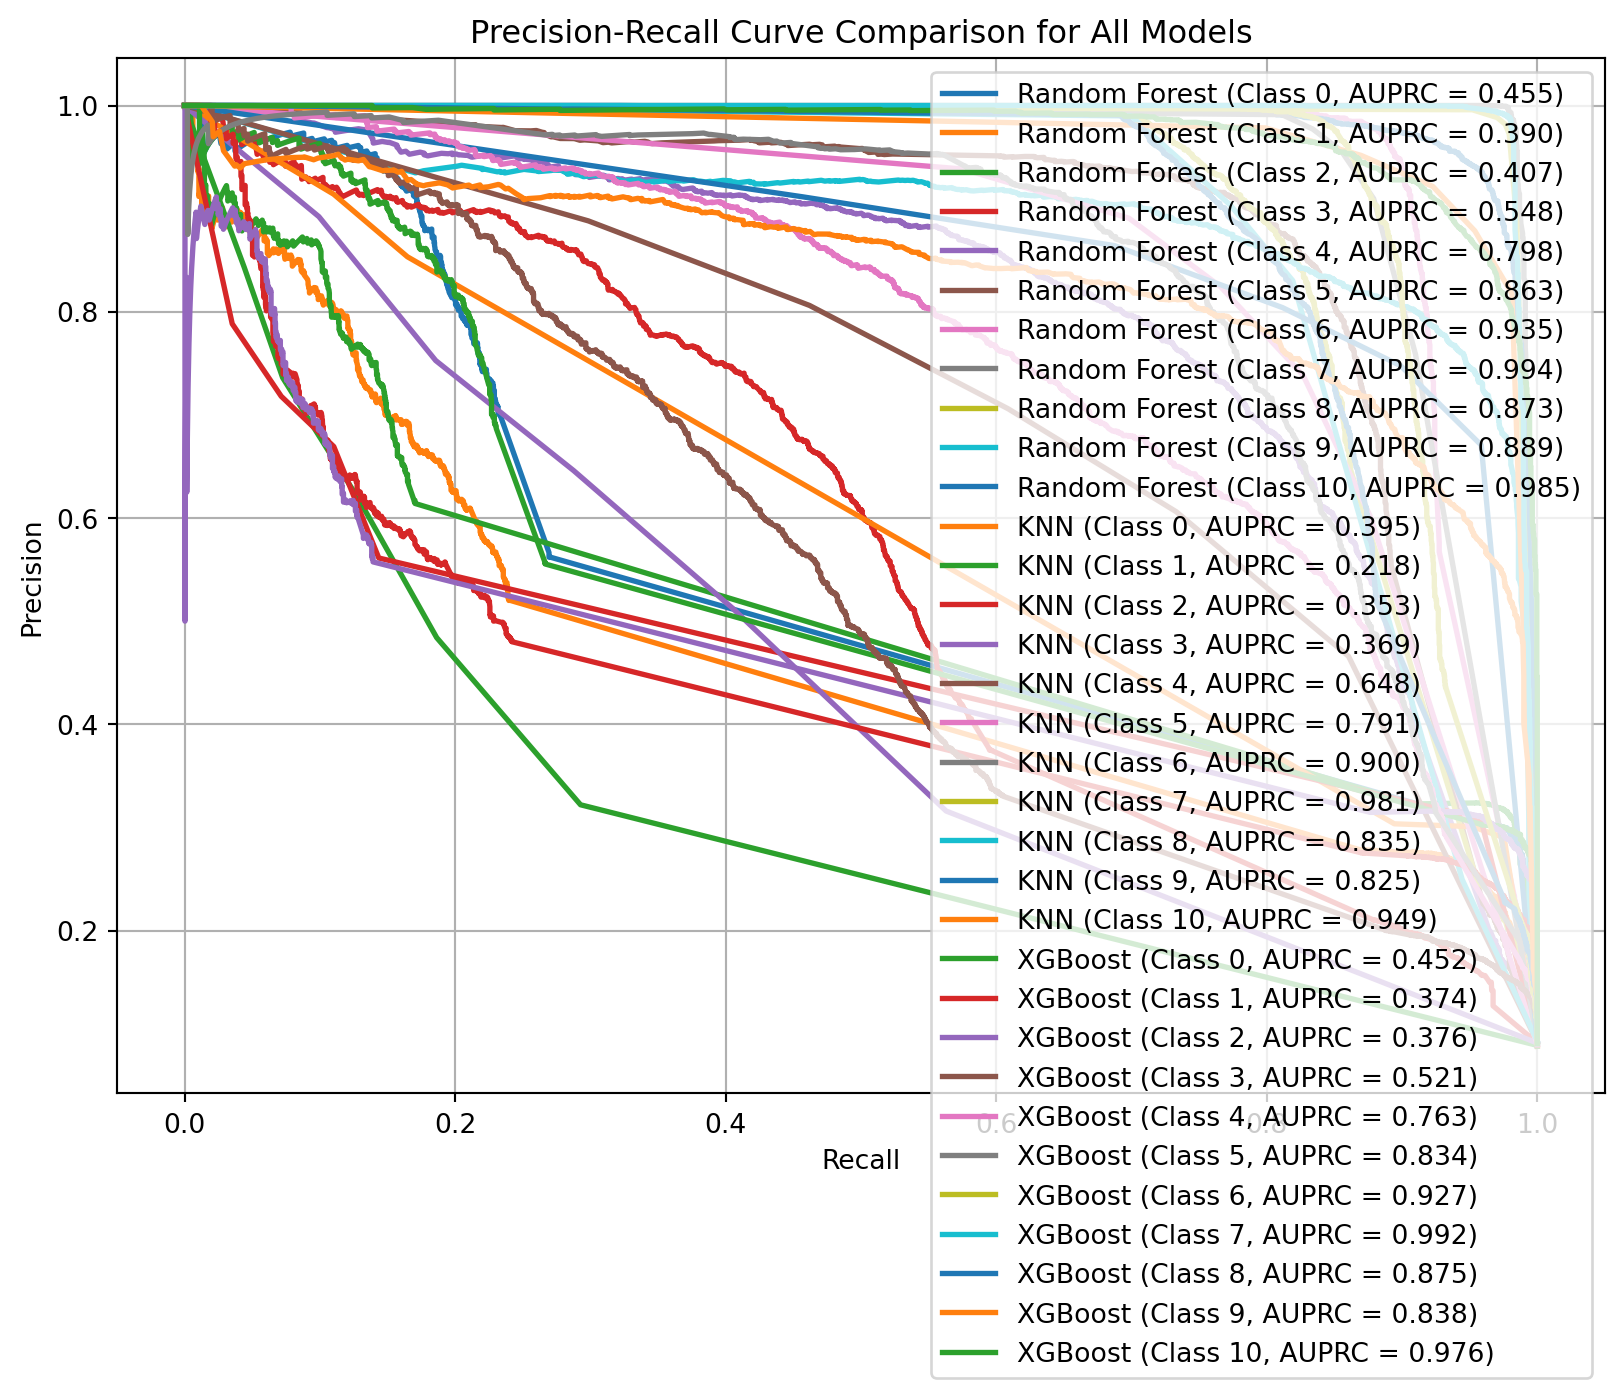 Precision-Recall Curve Comparison for All Models
1.0
0.8
0.6
0.4
0.2
Precision
0.0
0.2
0.4
0.6
0.8
1.0
Recall
Random Forest (Class 0, AUPRC = 0.455)
Random Forest (Class 1, AUPRC = 0.390)
Random Forest (Class 2, AUPRC = 0.407)
Random Forest (Class 3, AUPRC = 0.548)
Random Forest (Class 4, AUPRC = 0.798)
Random Forest (Class 5, AUPRC = 0.863)
Random Forest (Class 6, AUPRC = 0.935)
Random Forest (Class 7, AUPRC = 0.994)
Random Forest (Class 8, AUPRC = 0.873)
Random Forest (Class 9, AUPRC = 0.889)
Random Forest (Class 10, AUPRC = 0.985)
KNN (Class 0, AUPRC = 0.395)
KNN (Class 1, AUPRC = 0.218)
KNN (Class 2, AUPRC = 0.353)
KNN (Class 3, AUPRC = 0.369)
KNN (Class 4, AUPRC = 0.648)
KNN (Class 5, AUPRC = 0.791)
KNN (Class 6, AUPRC = 0.900)
KNN (Class 7, AUPRC = 0.981)
KNN (Class 8, AUPRC = 0.835)
KNN (Class 9, AUPRC = 0.825)
KNN (Class 10, AUPRC = 0.949)
XGBoost (Class 0, AUPRC = 0.452)
XGBoost (Class 1, AUPRC = 0.374)
XGBoost (Class 2, AUPRC = 0.376)
XGBoost (Class 3, AUPRC = 0.521)
XGBoost (Class 4, AUPRC = 0.763)
XGBoost (Class 5, AUPRC = 0.834)
XGBoost (Class 6, AUPRC = 0.927)
XGBoost (Class 7, AUPRC = 0.992)
XGBoost (Class 8, AUPRC = 0.875)
XGBoost (Class 9, AUPRC = 0.838)
XGBoost (Class 10, AUPRC = 0.976)